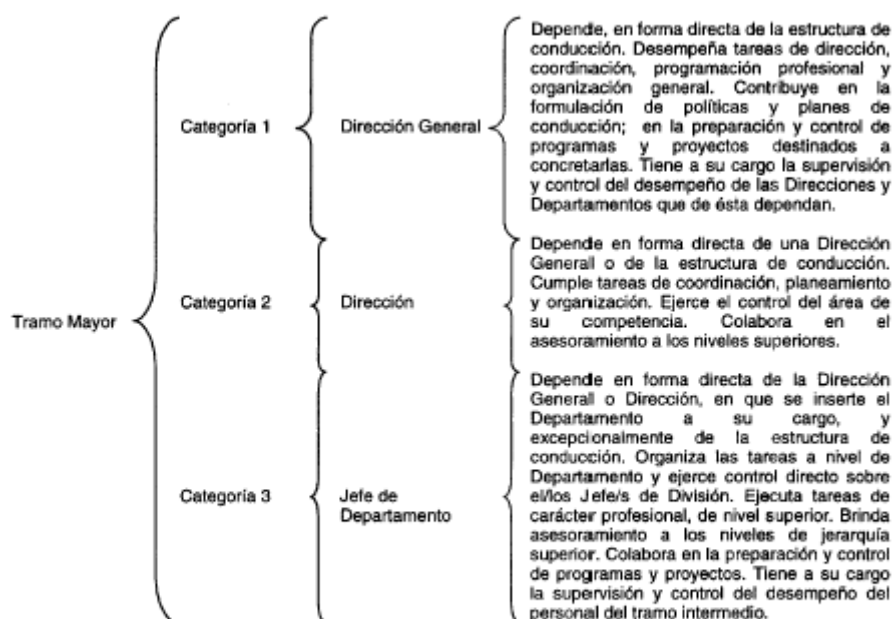 Tramo Mayor
Categoría 1
Dirección General
Depende, en forma directa de la estructura de
conducción. Desempeña tareas de dirección,
coordinación, programación profesional y
organización general. Contribuye en la
formulación de políticas y planes de
conducción; en la preparación y control de
programas y proyectos destinados a
concretarlas. Tiene a su cargo la supervisión
y control del desempeño de las Direcciones y
Departamentos que de ésta dependan.
Categoría 2
Dirección
Depende en forma directa de una Dirección
General o de la estructura de conducción.
Cumple tareas de coordinación, planeamiento
y organización. Ejerce el control del área de
su competencia. Colabora en el
asesoramiento a los niveles superiores.
Categoría 3
Jefe de
Departamento
Depende en forma directa de la Dirección
General o Dirección, en que se inserte el
Departamento a su cargo, y
excepcionalmente de la estructura de
conducción. Organiza las tareas a nivel de
Departamento y ejerce control directo sobre
el/los Jefe/s de División. Ejecuta tareas de
carácter profesional, de nivel superior. Brinda
asesoramiento a los niveles de jerarquía
superior. Colabora en la preparación y control
de programas y proyectos. Tiene a su cargo
la supervisión y control del desempeño del
personal del tramo intermedio.